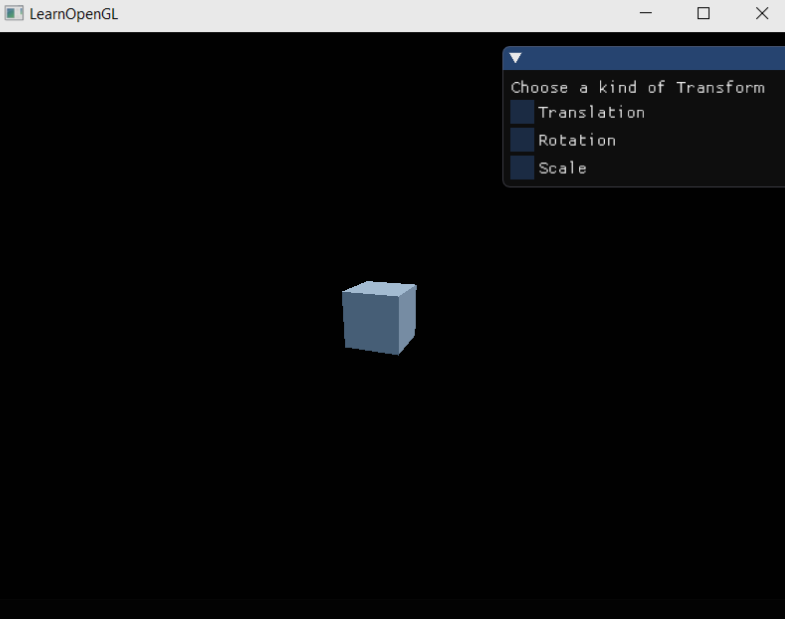 LearnOpenGL
Choose a kind of Transform
Translation
Rotation
Scale